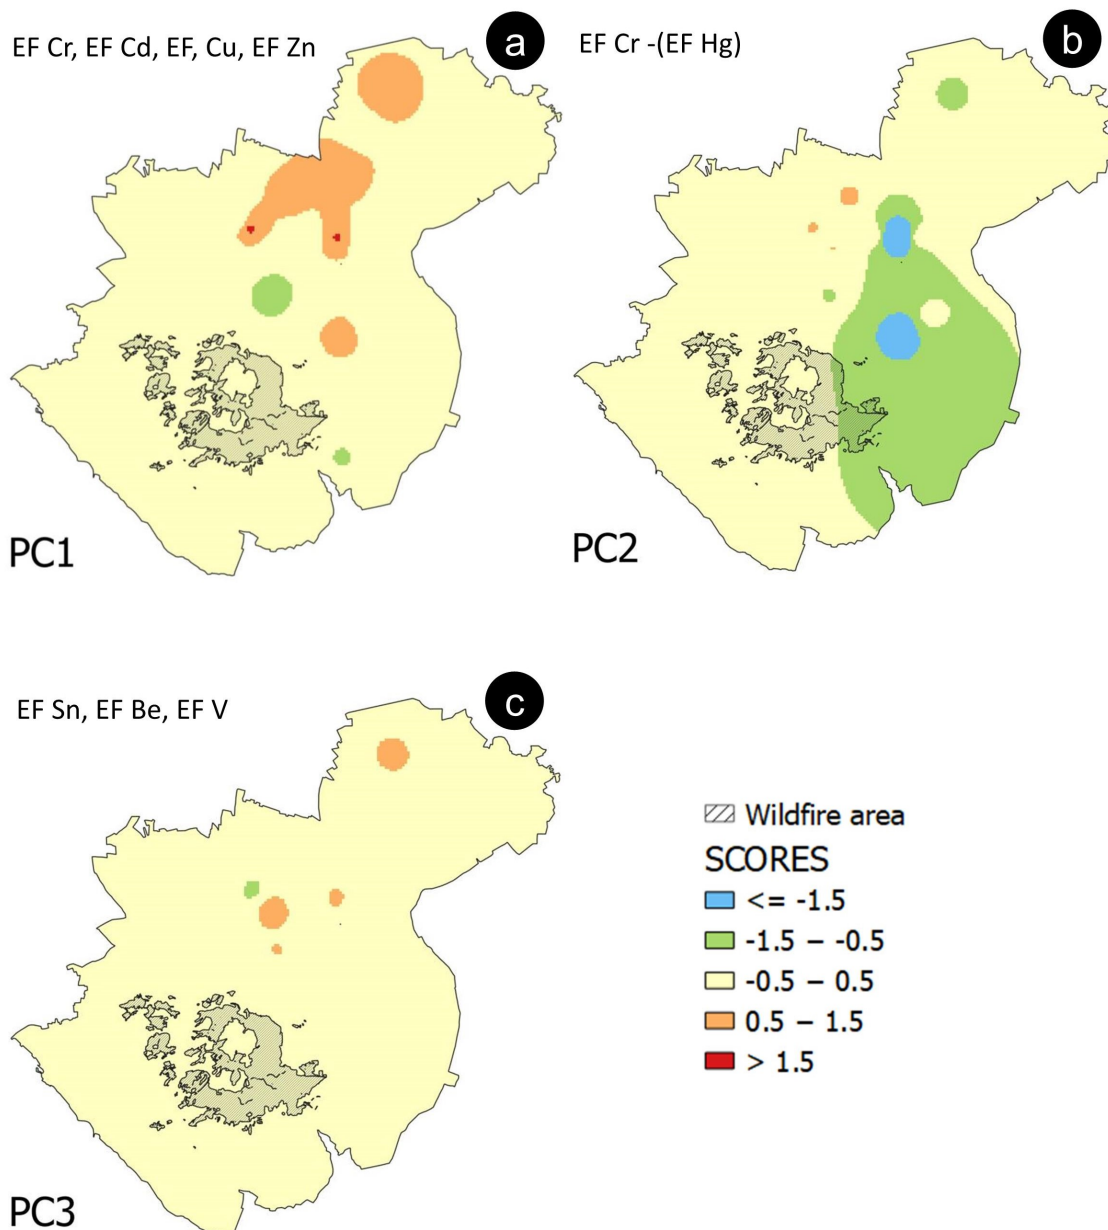 EF Cr, EF Cd, EF, Cu, EF Zn
a
EF Cr -(EF Hg)
b
PC1
PC2
EF Sn, EF Be, EF V
c
Wildfire area
SCORES
<= -1.5
-1.5 – -0.5
-0.5 – 0.5
0.5 – 1.5
> 1.5
PC3